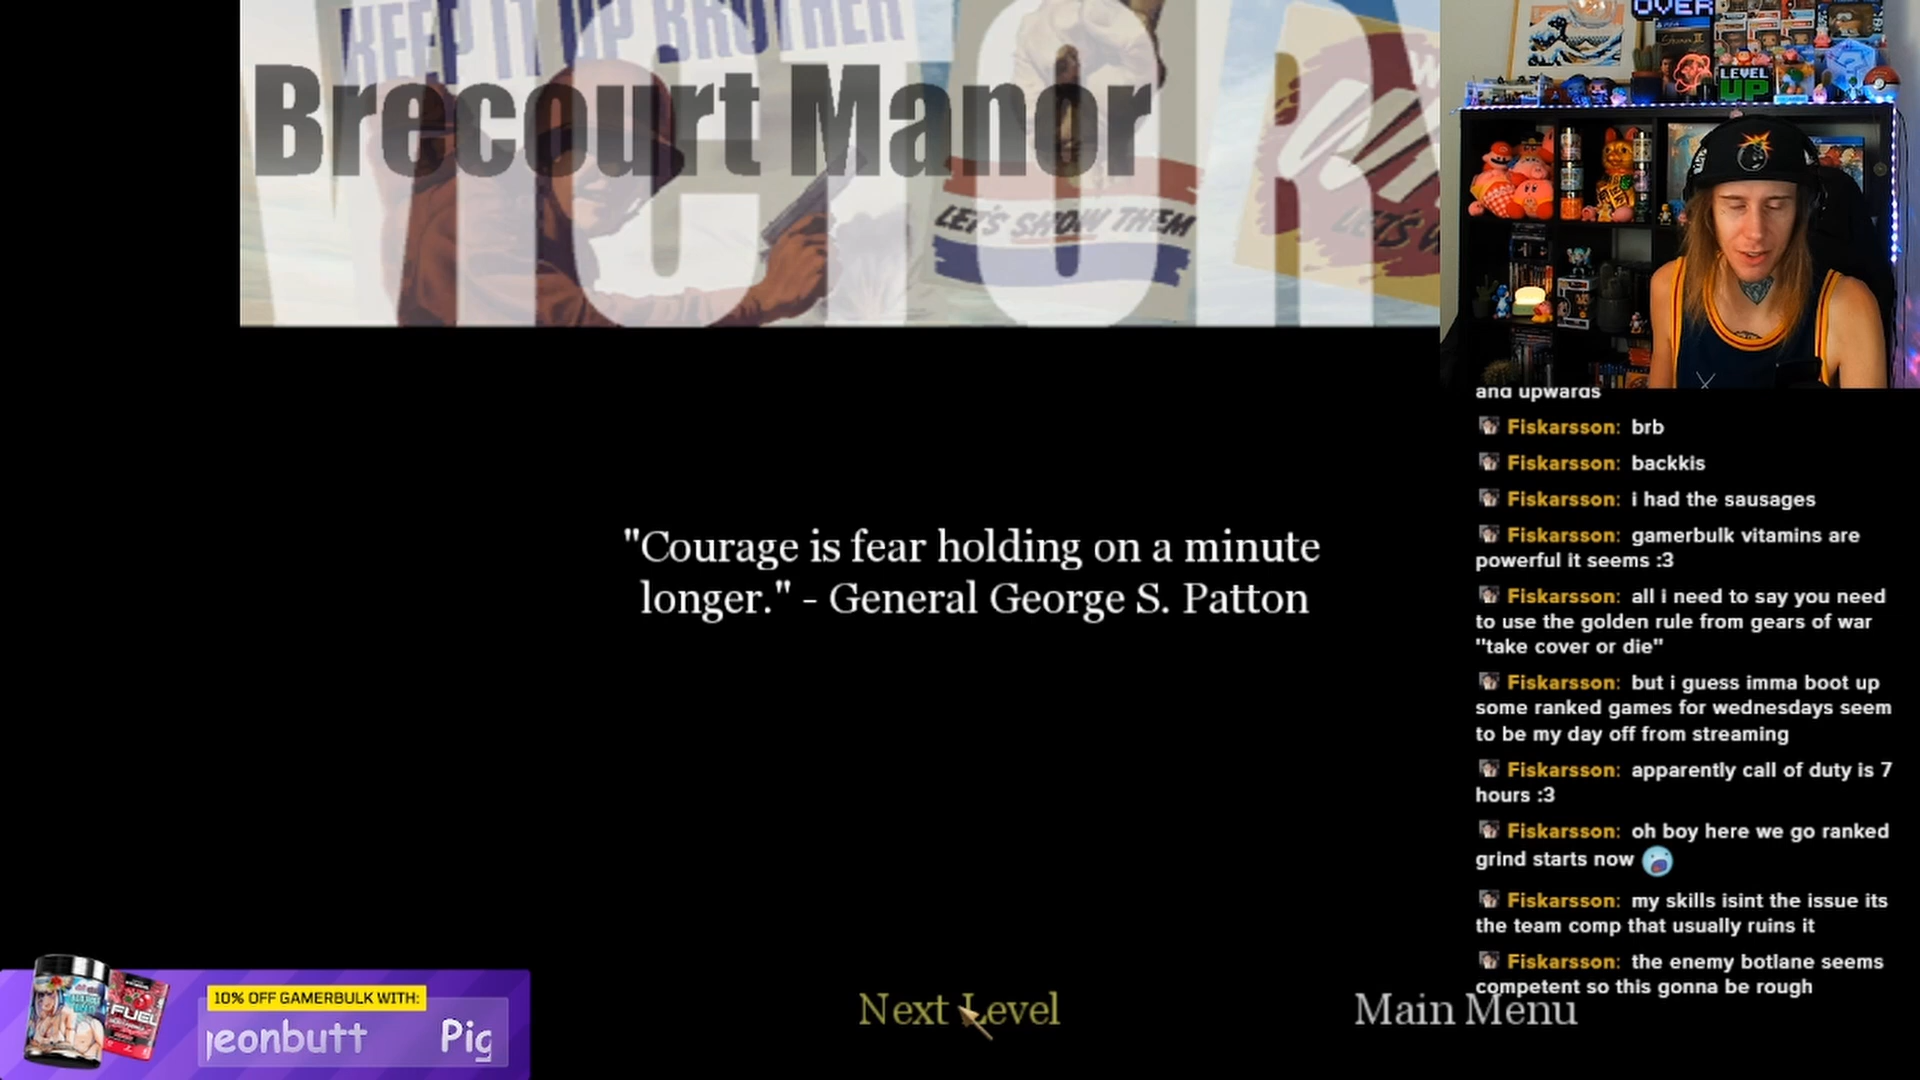 KEEP IT UP BROTHER
VICTOR
Brecourt Manor
LET'S SHOW THEM
"Courage is fear holding on a minute
longer." - General George S. Patton
Next Level
Main Menu
10% OFF GAMERBULK WITH:
jeonbutt Pig
FUEL
OVER
LEVEL
UP
and upwards
Fiskarsson: brb
Fiskarsson: backkis
Fiskarsson: i had the sausages
Fiskarsson: gamerbulk vitamins are
powerful it seems :3
Fiskarsson: all i need to say you need
to use the golden rule from gears of war
"take cover or die"
Fiskarsson: but i guess imma boot up
some ranked games for wednesdays seem
to be my day off from streaming
Fiskarsson: apparently call of duty is 7
hours :3
Fiskarsson: oh boy here we go ranked
grind starts now
Fiskarsson: my skills isint the issue its
the team comp that usually ruins it
Fiskarsson: the enemy botlane seems
competent so this gonna be rough